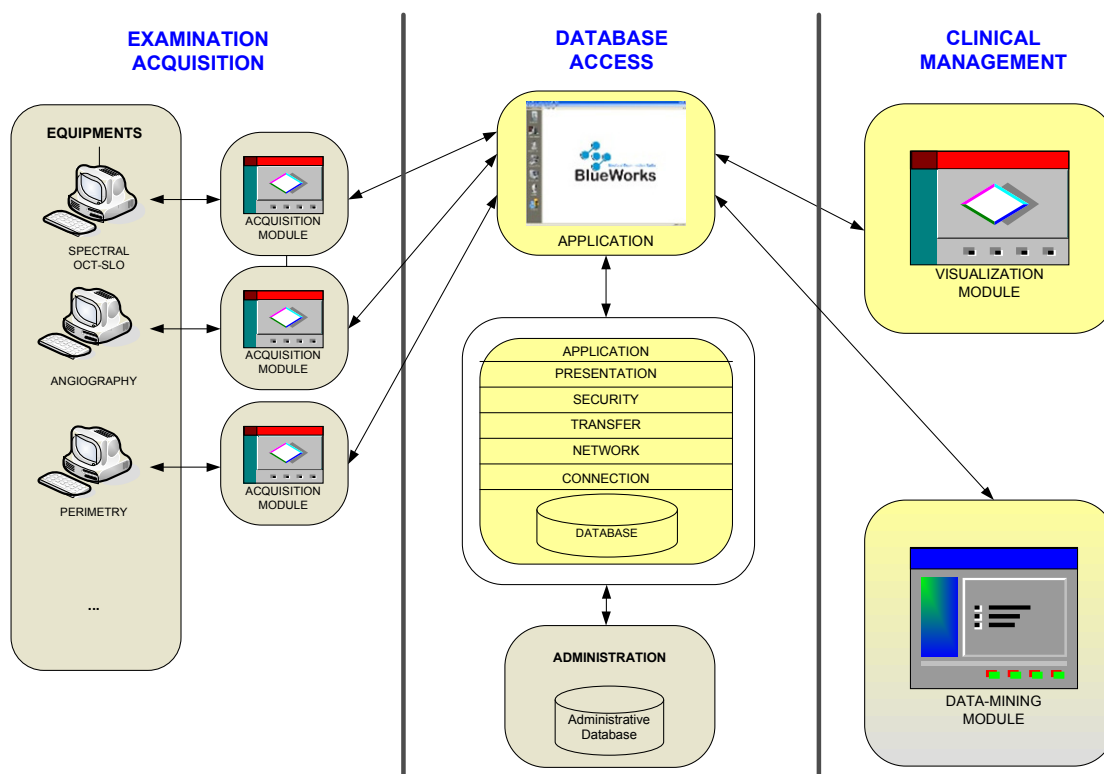 EXAMINATION
ACQUISITION
EQUIPMENTS
SPECTRAL
OCT-SLO
ANGIOGRAPHY
PERIMETRY
...
ACQUISITION
MODULE
ACQUISITION
MODULE
ACQUISITION
MODULE
DATABASE
ACCESS
BlueWorks
APPLICATION
APPLICATION
PRESENTATION
SECURITY
TRANSFER
NETWORK
CONNECTION
DATABASE
ADMINISTRATION
Administrative
Database
CLINICAL
MANAGEMENT
VISUALIZATION
MODULE
DATA-MINING
MODULE